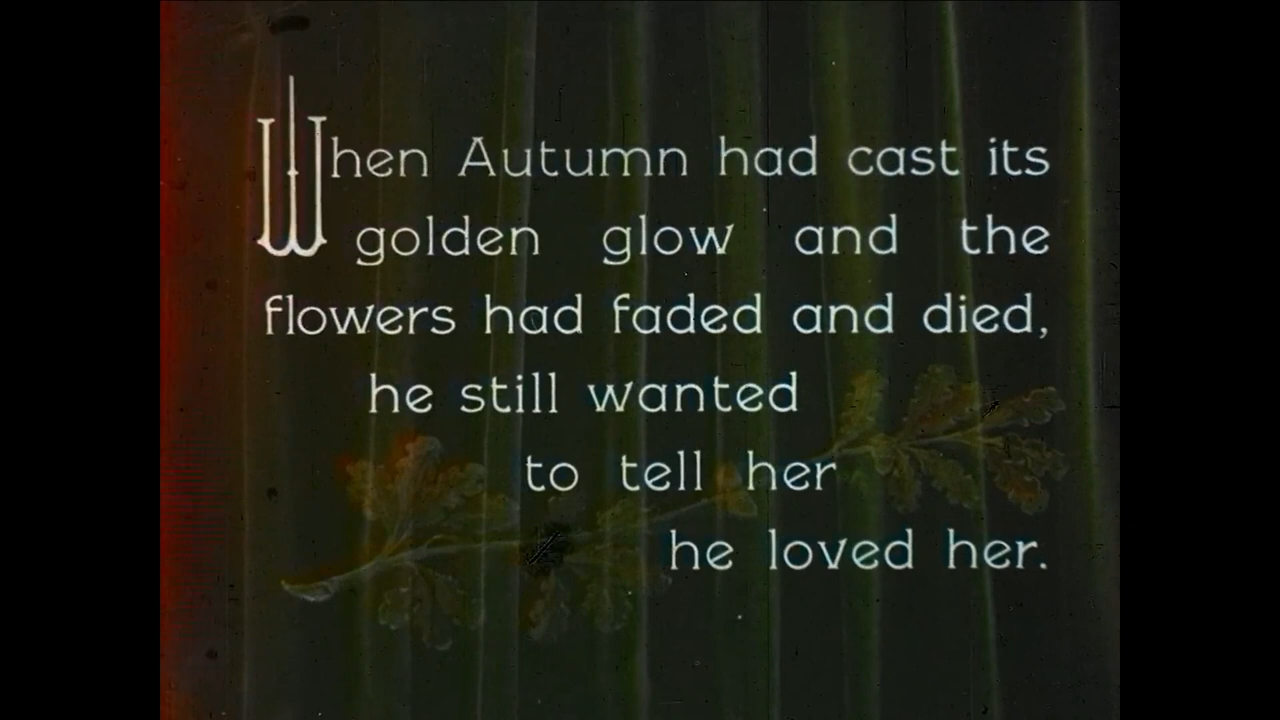 When Autumn had cast its
golden glow and the
flowers had faded and died,
he still wanted
to tell her
he loved her.